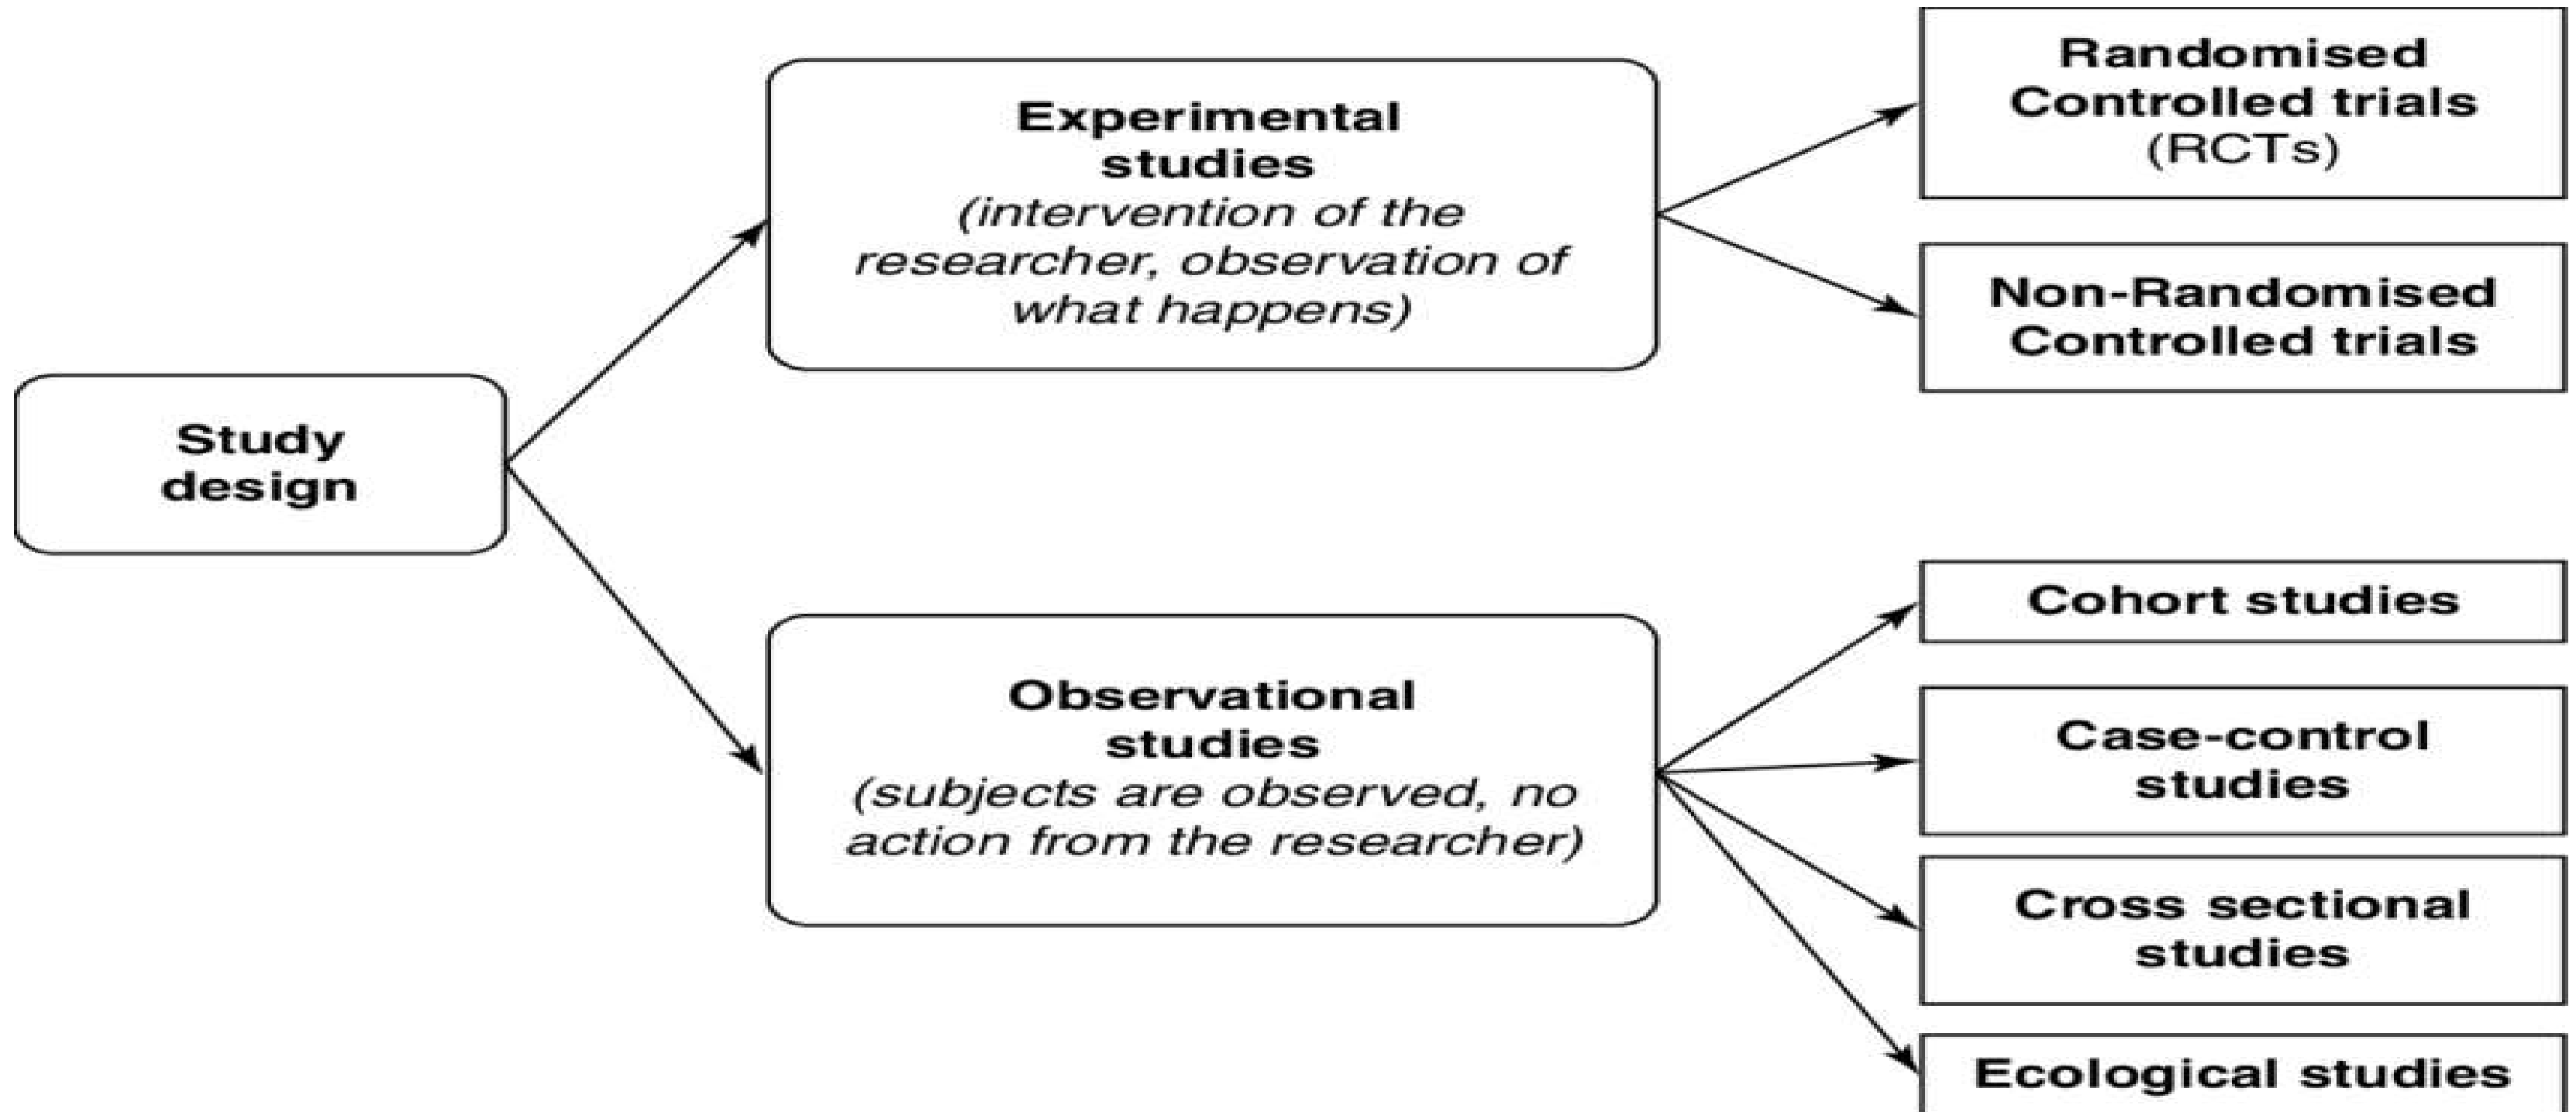 Study
design
Experimental
studies
(intervention of the
researcher, observation of
what happens)
Observational
studies
(subjects are observed, no
action from the researcher)
Randomised
Controlled trials
(RCTs)
Non-Randomised
Controlled trials
Cohort studies
Case-control
studies
Cross sectional
studies
Ecological studies